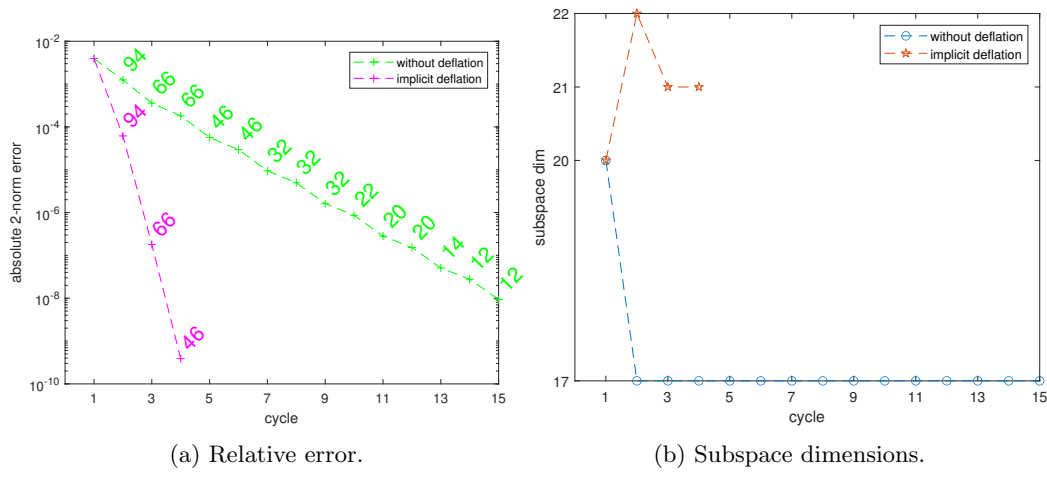 10^-2
10^-4
10^-6
10^-8
10^-10
absolute 2-norm error
without deflation
implicit deflation
94
66
66
46
46
32
32
32
22
20
20
14
12
12
94
66
46
1 3 5 7 9 11 13 15
cycle
(a) Relative error.
22
21
20
17
subspace dim
without deflation
implicit deflation
1 3 5 7 9 11 13 15
cycle
(b) Subspace dimensions.